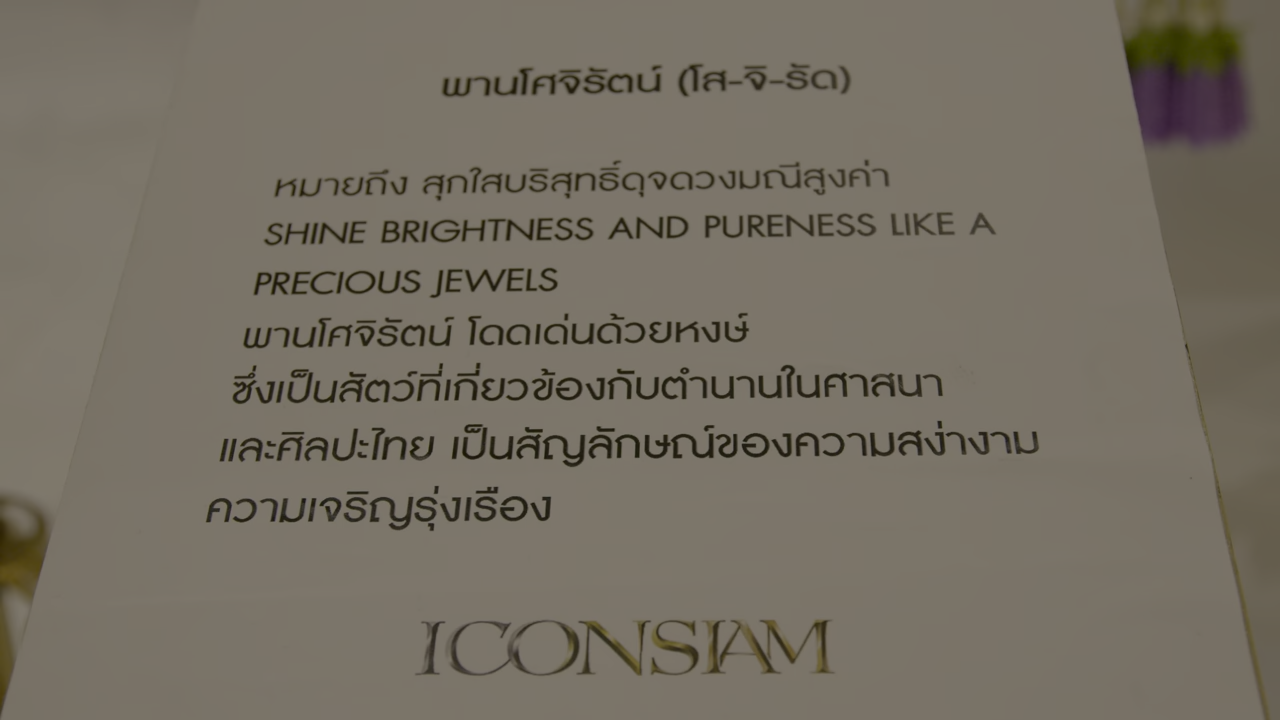 พานโศจิรัตน์ (โส-จิ-รัด)
หมายถึง สุกใสบริสุทธิ์ดุจดวงมณีสูงค่า
SHINE BRIGHTNESS AND PURENESS LIKE A
PRECIOUS JEWELS
พานโศจิรัตน์ โดดเด่นด้วยหงษ์
ซึ่งเป็นสัตว์ที่เกี่ยวข้องกับตำนานในศาสนา
และศิลปะไทย เป็นสัญลักษณ์ของความสง่างาม
ความเจริญรุ่งเรือง
ICONSIAM